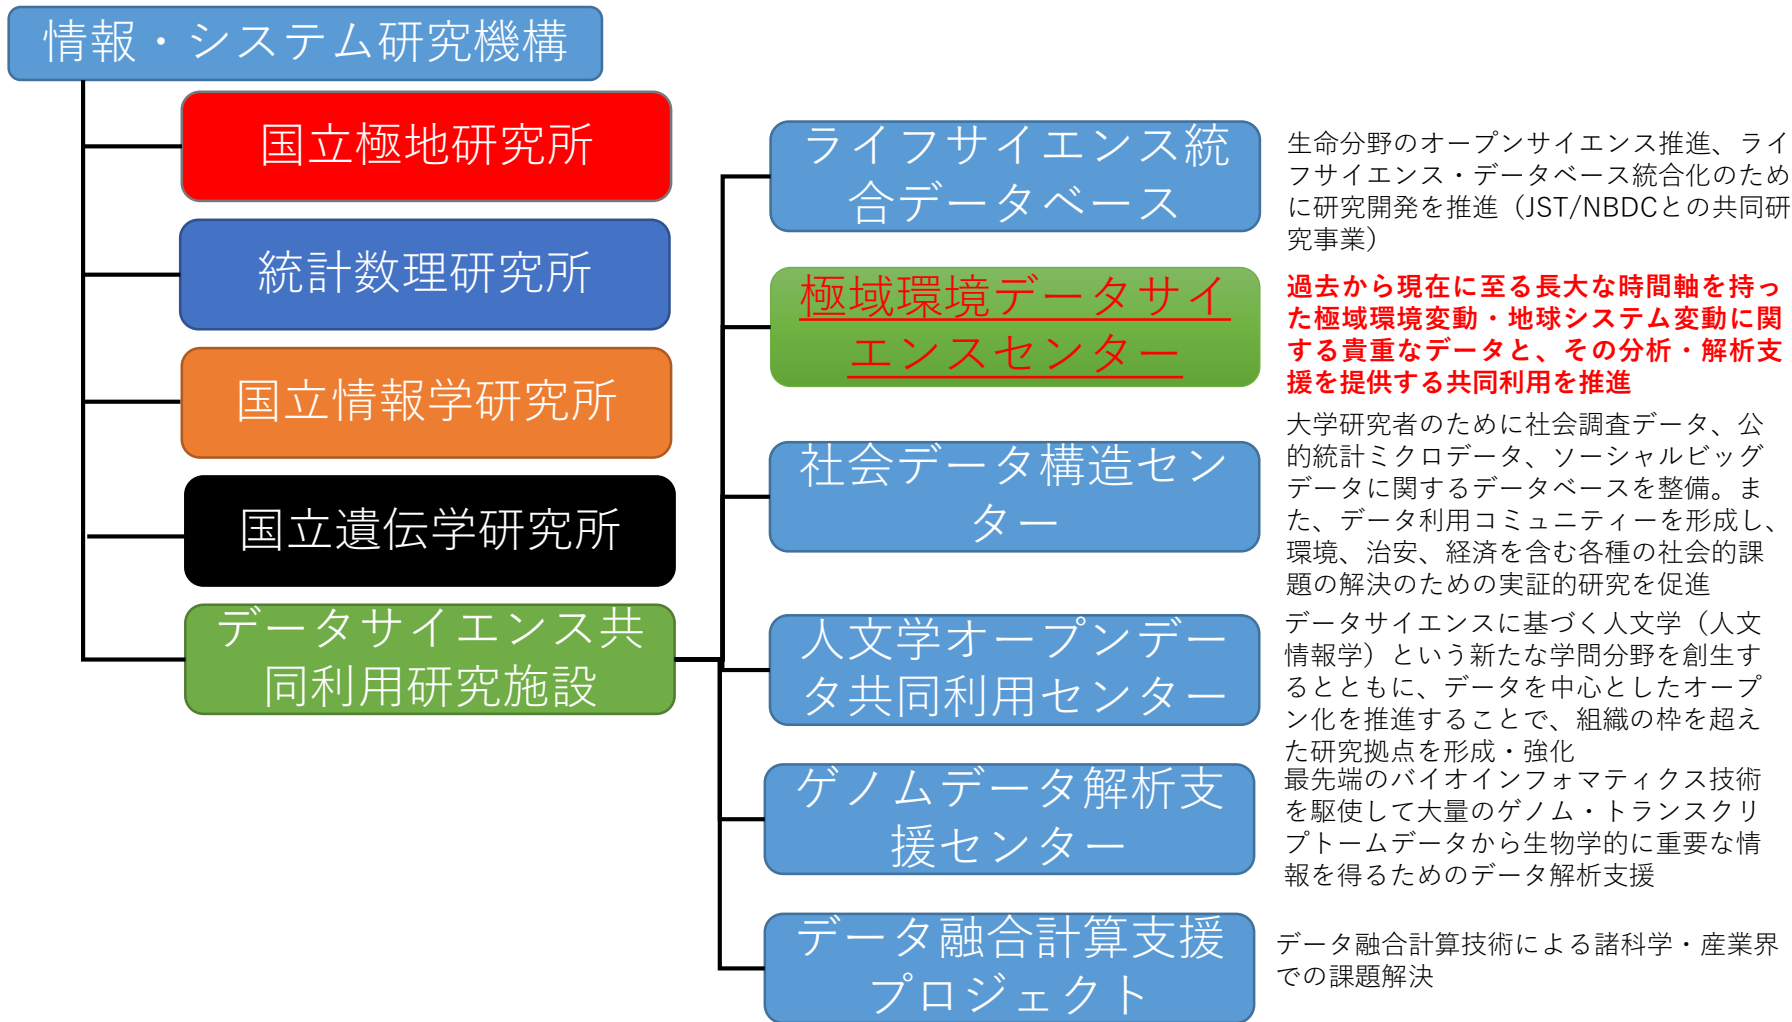 情報・システム研究機構
国立極地研究所
統計数理研究所
国立情報学研究所
国立遺伝学研究所
データサイエンス共
同利用研究施設
ライフサイエンス統
合データベース
生命分野のオープンサイエンス推進、ライ
フサイエンス・データベース統合化のため
に研究開発を推進（JST/NBDCとの共同研
究事業）
極域環境データサイ
エンスセンター
過去から現在に至る長大な時間軸を持っ
た極域環境変動・地球システム変動に関
する貴重なデータと、その分析・解析支
援を提供する共同利用を推進
社会データ構造セン
ター
大学研究者のために社会調査データ、公
的統計ミクロデータ、ソーシャルビッグ
データに関するデータベースを整備。ま
た、データ利用コミュニティーを形成し、
環境、治安、経済を含む各種の社会的課
題の解決のための実証的研究を促進
人文学オープンデー
タ共同利用センター
データサイエンスに基づく人文学（人文
情報学）という新たな学問分野を創生す
るとともに、データを中心としたオープ
ン化を推進することで、組織の枠を超え
た研究拠点を形成・強化
ゲノムデータ解析支
援センター
最先端のバイオインフォマティクス技術
を駆使して大量のゲノム・トランスクリ
プトームデータから生物学的に重要な情
報を得るためのデータ解析支援
データ融合計算支援
プロジェクト
データ融合計算技術による諸科学・産業界
での課題解決